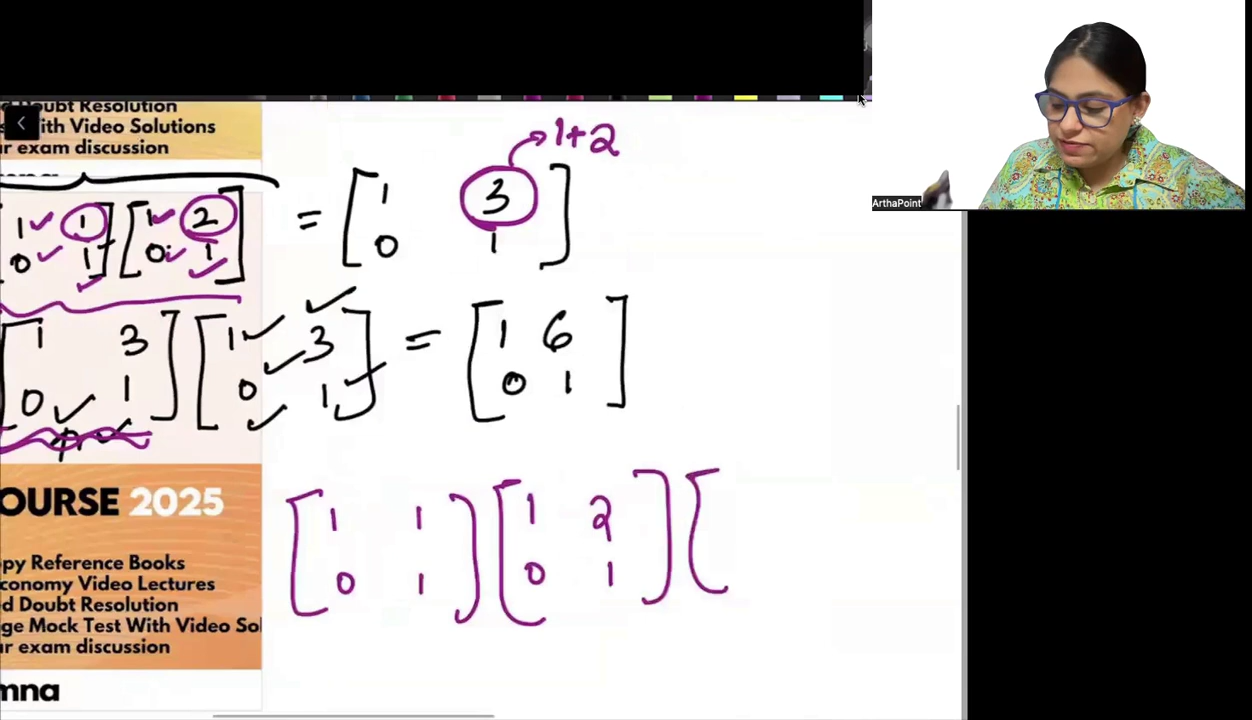 d Doubt Resolution
ith Video Solutions
r exam discussion
1+2
[1 1] [1 2] = [1 3]
[0 1] [0 1] [0 1]
[1 3] [1 3] = [1 6]
[0 1] [0 1] [0 1]
OURSE 2025
[1 1] [1 2] [
[0 1] [0 1]
py Reference Books
conomy Video Lectures
d Doubt Resolution
ge Mock Test With Video Sol
r exam discussion
mna
ArthaPoint